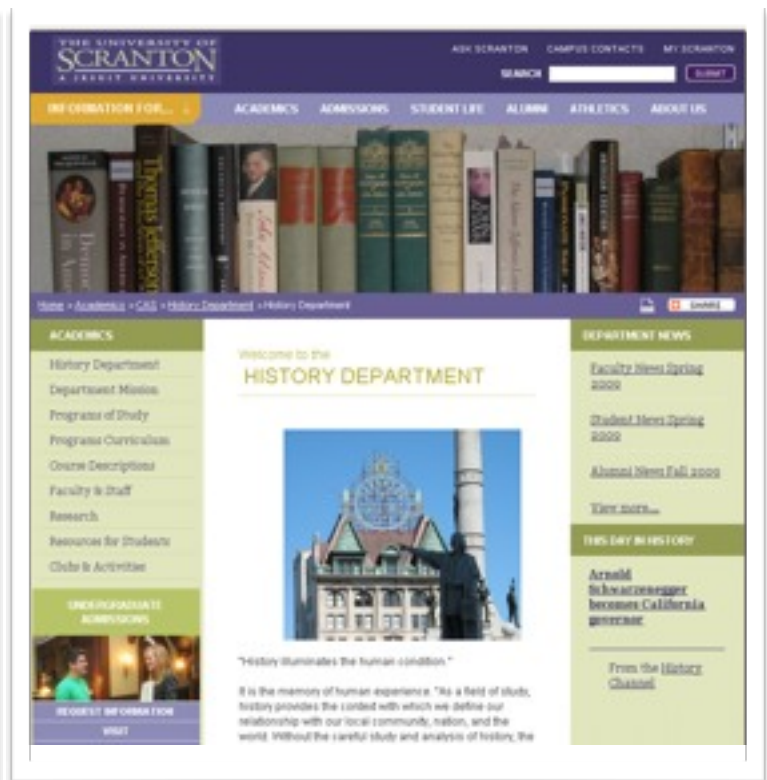 THE UNIVERSITY OF
SCRANTON
A JESUIT UNIVERSITY
ASK SCRANTON CAMPUS CONTACTS MY SCRANTON
SEARCH SUBMIT
INFORMATION FOR...
ACADEMICS ADMISSIONS STUDENT LIFE ALUMNI ATHLETICS ABOUT US
Thomas Jefferson
Home > Academics > CAS > History Department > History Department
SHARE
ACADEMICS
History Department
Department Mission
Programs of Study
Programs Curriculum
Course Descriptions
Faculty & Staff
Research
Resources for Students
Clubs & Activities
UNDERGRADUATE
ADMISSIONS
REQUEST INFORMATION
VISIT
Welcome to the
HISTORY DEPARTMENT
"History illuminates the human condition."
It is the memory of human experience. "As a field of study,
history provides the context with which we define our
relationship with our local community, nation, and the
world. Without the careful study and analysis of history, the
DEPARTMENT NEWS
Faculty News Spring
2009
Student News Spring
2009
Alumni News Fall 2009
View more...
THIS DAY IN HISTORY
Arnold
Schwarzenegger
becomes California
governor
From the History
Channel